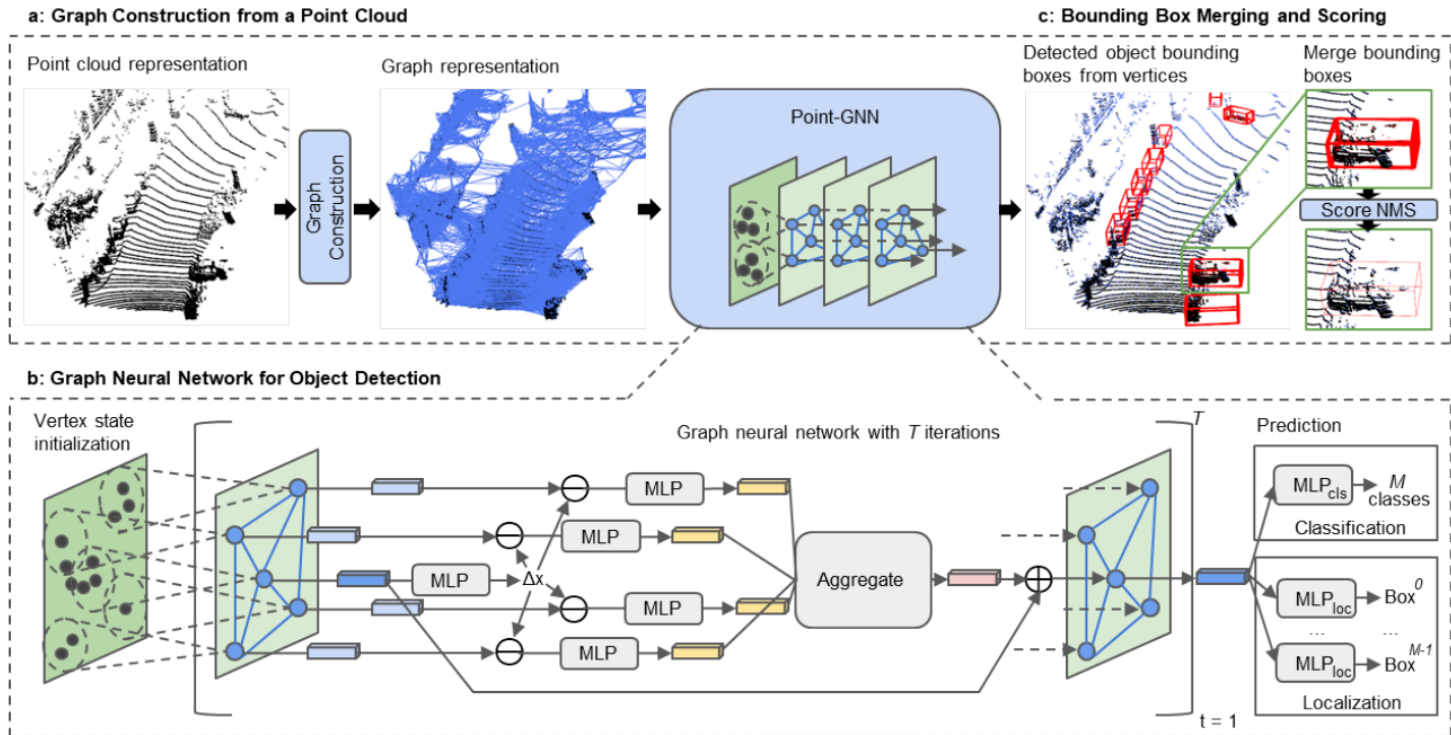 a: Graph Construction from a Point Cloud
c: Bounding Box Merging and Scoring
Point cloud representation
Graph representation
Detected object bounding
boxes from vertices
Merge bounding
boxes
Graph
Construction
Point-GNN
Score NMS
b: Graph Neural Network for Object Detection
Vertex state
initialization
Graph neural network with T iterations
T
Prediction
MLP
MLP
MLP
Δx
MLP
MLP
Aggregate
MLPcls
M
classes
Classification
MLPloc
Box0
...
...
MLPloc
BoxM-1
Localization
t = 1